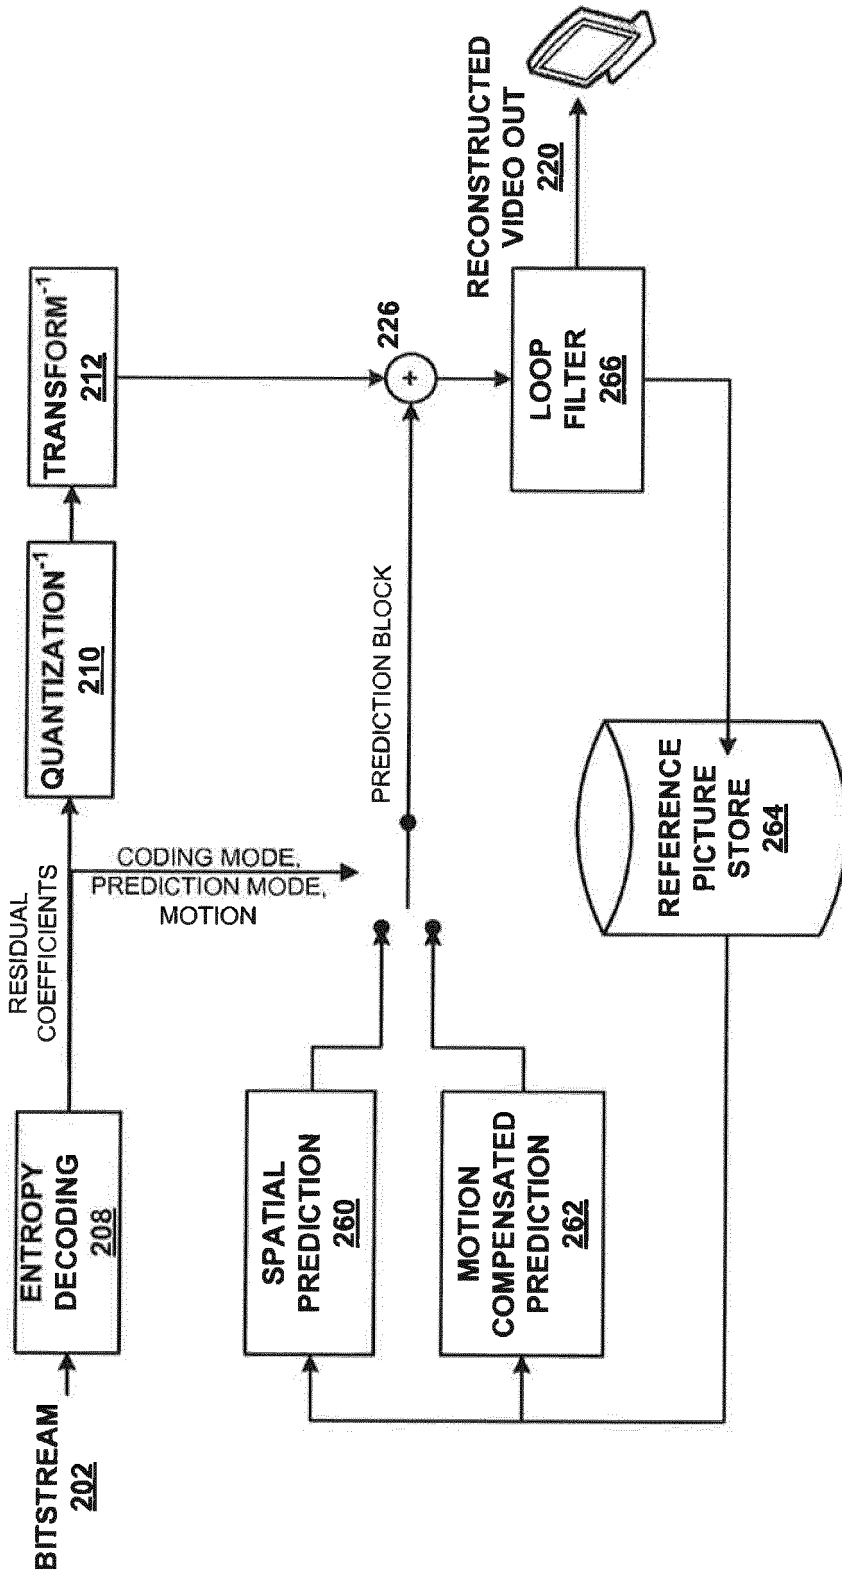 BITSTREAM
202
ENTROPY
DECODING
208
RESIDUAL
COEFFICIENTS
QUANTIZATION-1
210
TRANSFORM-1
212
CODING MODE,
PREDICTION MODE,
MOTION
SPATIAL
PREDICTION
260
MOTION
COMPENSATED
PREDICTION
262
PREDICTION BLOCK
226
+
LOOP
FILTER
266
RECONSTRUCTED
VIDEO OUT
220
REFERENCE
PICTURE
STORE
264